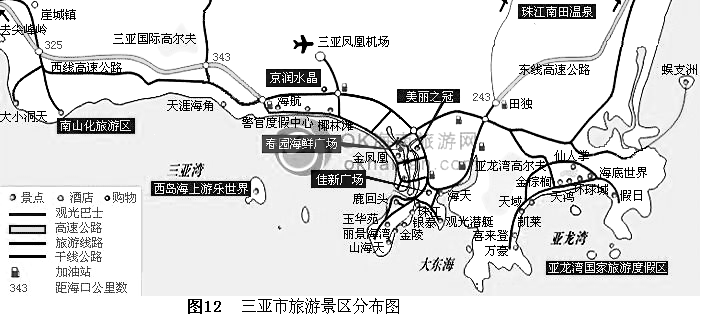 崖城镇
去尖峰岭
325
三亚国际高尔夫
343
西线高速公路
大小洞天
南山化旅游区
天涯海角
三亚凤凰机场
京润水晶
海航
警官度假中心
椰林滩
春园海鲜广场
美丽之冠
珠江南田温泉
东线高速公路
蜈支洲
243
田独
金凤凰
佳新广场
鹿回头
三亚湾
西岛海上游乐世界
亚龙湾高尔夫
仙人掌
海底世界
金棕榈
环球城
天域
天鸿
假日
凯莱
喜来登
万豪
亚龙湾
亚龙湾国家旅游度假区
海天
珠江
银泰
观光潜艇
玉华苑
丽景海湾
金陵
山海天
大东海
景点
酒店
购物
观光巴士
高速公路
旅游线路
干线公路
加油站
343 距海口公里数
图12 三亚市旅游景区分布图